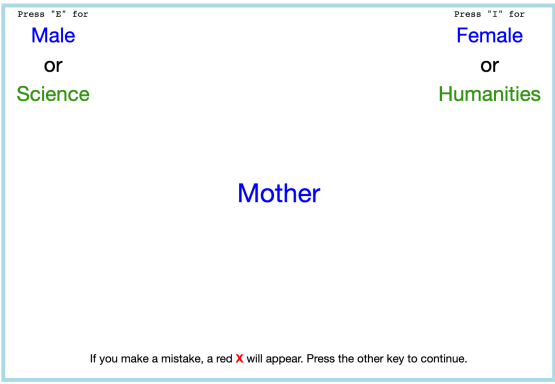 Press "E" for
Male
or
Science
Press "I" for
Female
or
Humanities
Mother
If you make a mistake, a red X will appear. Press the other key to continue.